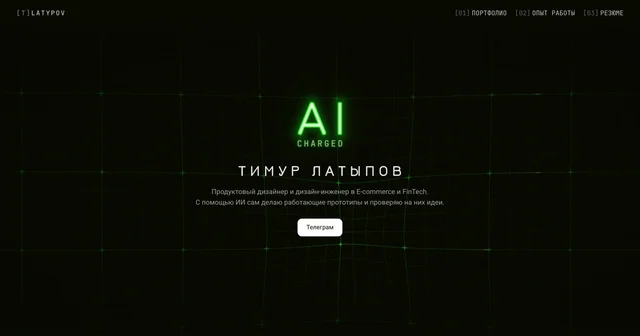 [T]LATYPOV
[01] ПОРТФОЛИО [02] ОПЫТ РАБОТЫ [03] РЕЗЮМЕ
AI
CHARGED
ТИМУР ЛАТЫПОВ
Продуктовый дизайнер и дизайн-инженер в E-commerce и FinTech.
С помощью ИИ сам делаю работающие прототипы и проверяю на них идеи.
Телеграм